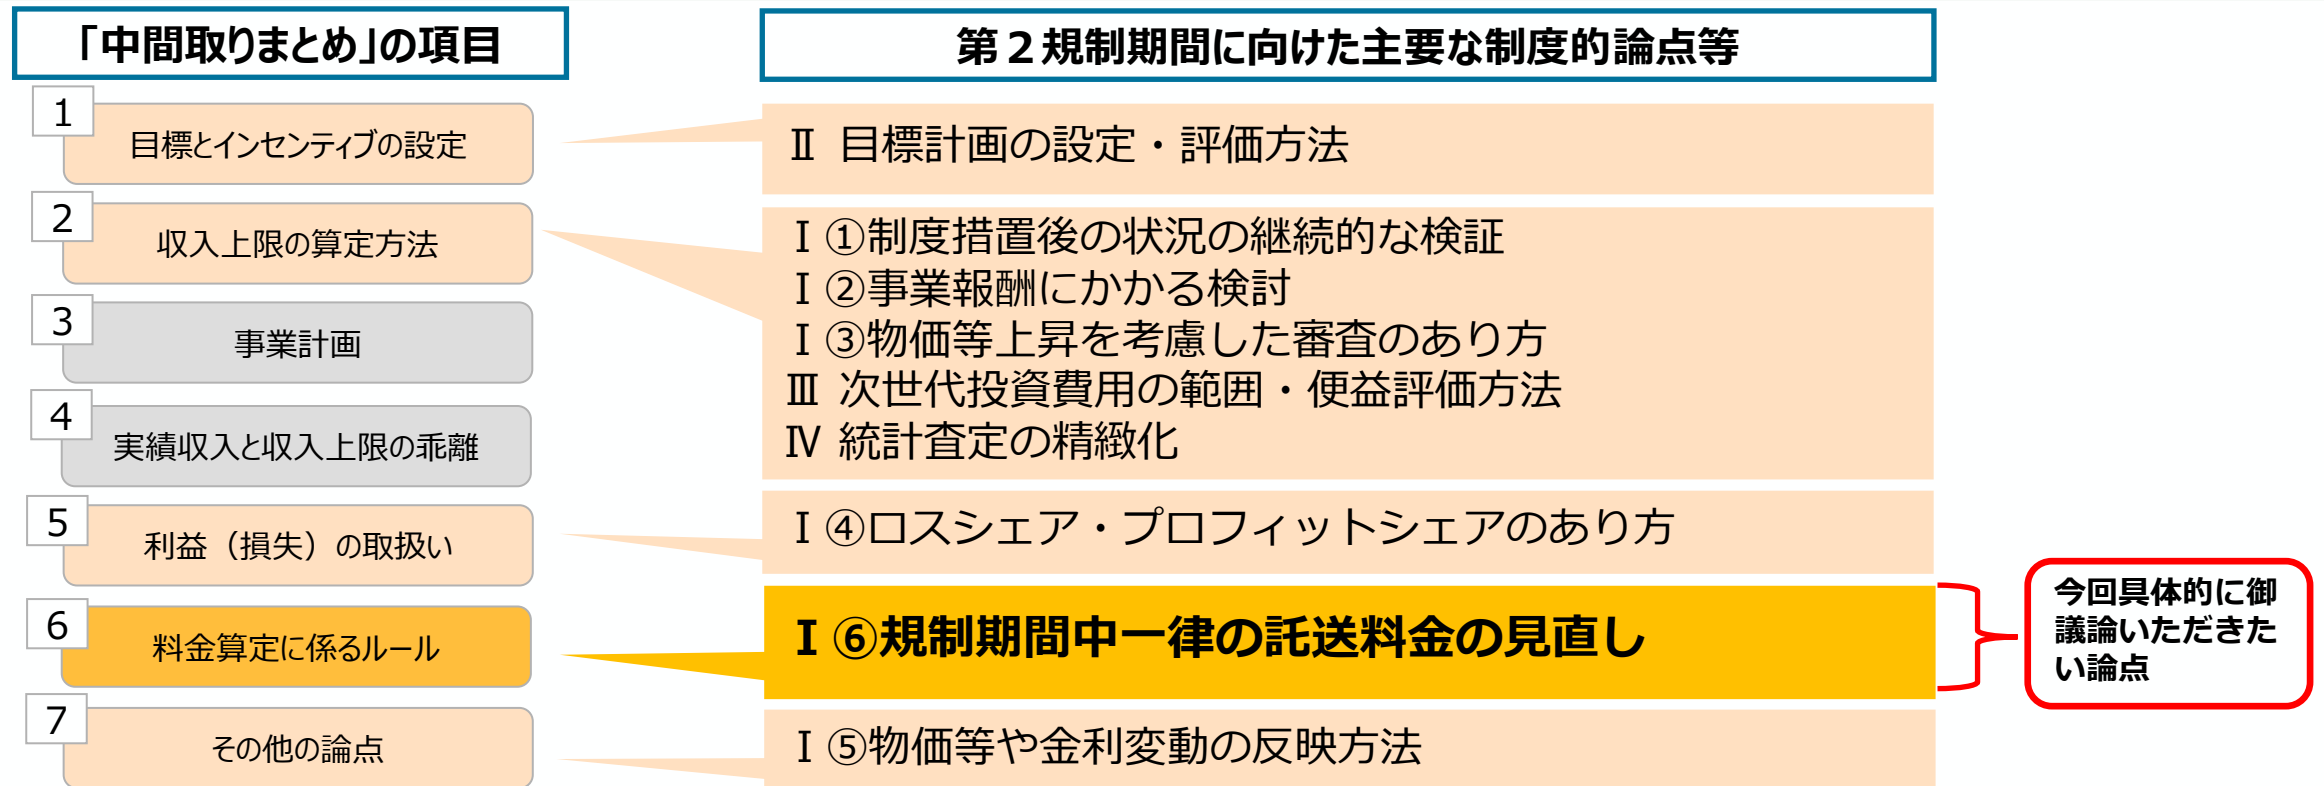 「中間取りまとめ」の項目
第２規制期間に向けた主要な制度的論点等
1
目標とインセンティブの設定
Ⅱ 目標計画の設定・評価方法
2
収入上限の算定方法
Ⅰ①制度措置後の状況の継続的な検証
Ⅰ②事業報酬にかかる検討
Ⅰ③物価等上昇を考慮した審査のあり方
Ⅲ 次世代投資費用の範囲・便益評価方法
Ⅳ 統計査定の精緻化
3
事業計画
4
実績収入と収入上限の乖離
5
利益（損失）の取扱い
Ⅰ④ロスシェア・プロフィットシェアのあり方
6
料金算定に係るルール
Ⅰ⑥規制期間中一律の託送料金の見直し
今回具体的に御
議論いただきた
い論点
7
その他の論点
Ⅰ⑤物価等や金利変動の反映方法